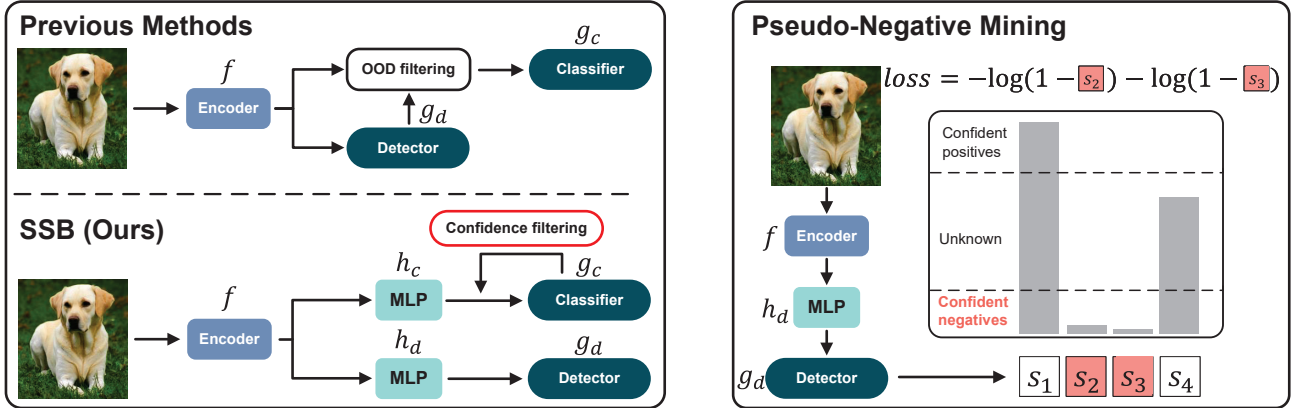 Previous Methods
g_c
f
OOD filtering
Classifier
Encoder
g_d
Detector
SSB (Ours)
Confidence filtering
h_c
g_c
f
MLP
Classifier
Encoder
h_d
g_d
MLP
Detector
Pseudo-Negative Mining
loss = −log(1 − s_2) − log(1 − s_3)
Confident
positives
f
Encoder
Unknown
h_d
MLP
Confident
negatives
g_d
Detector
s_1 s_2 s_3 s_4